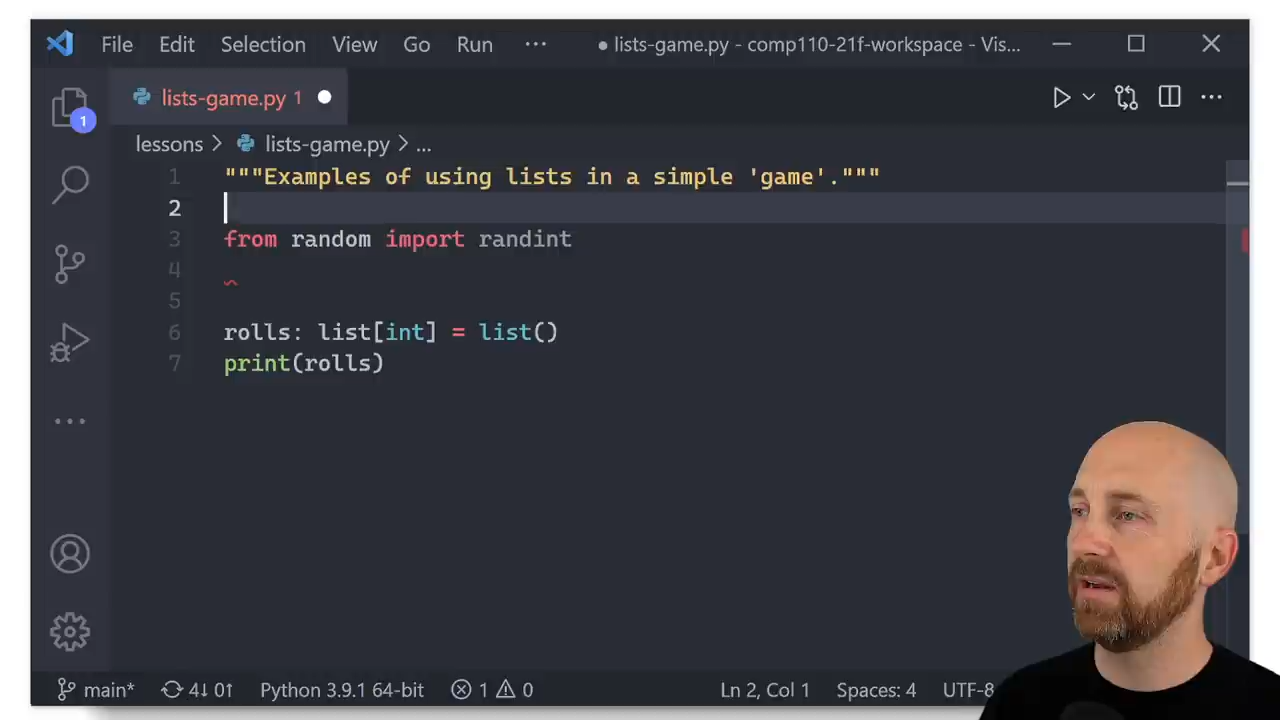 File Edit Selection View Go Run ··· ● lists-game.py - comp110-21f-workspace - Vis...
lists-game.py 1
1
lessons > lists-game.py > ...
1 """Examples of using lists in a simple 'game'."""
2
3 from random import randint
4
5
6 rolls: list[int] = list()
7 print(rolls)
main* 4↓ 0↑ Python 3.9.1 64-bit 1 0 Ln 2, Col 1 Spaces: 4 UTF-8